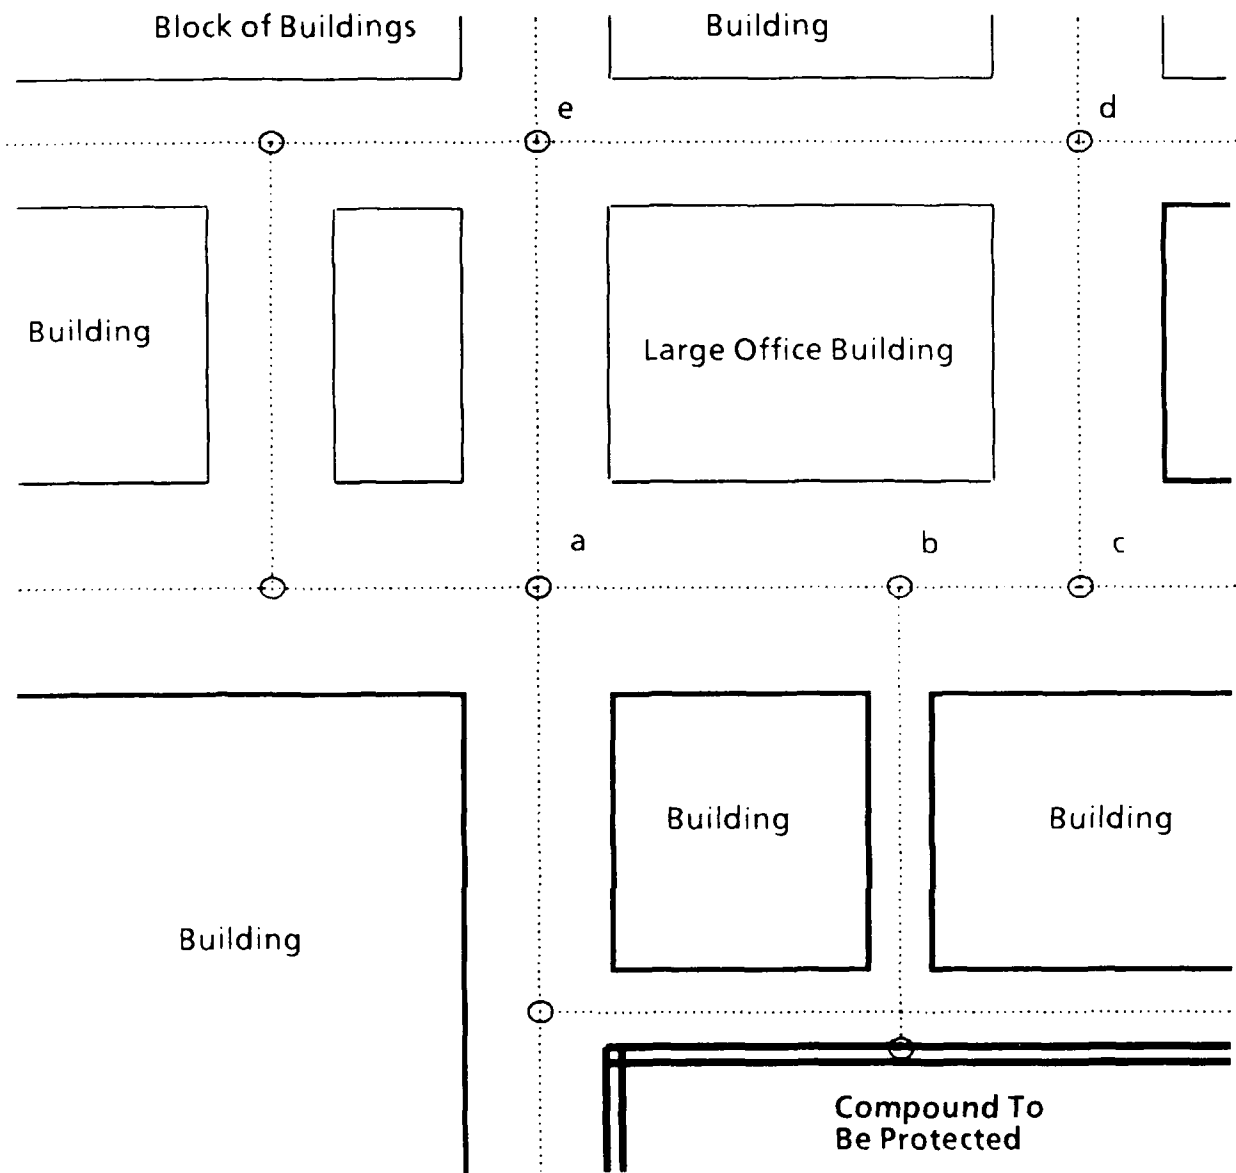 Block of Buildings
Building
e
d
Building
Large Office Building
a
b
c
Building
Building
Building
Compound To
Be Protected